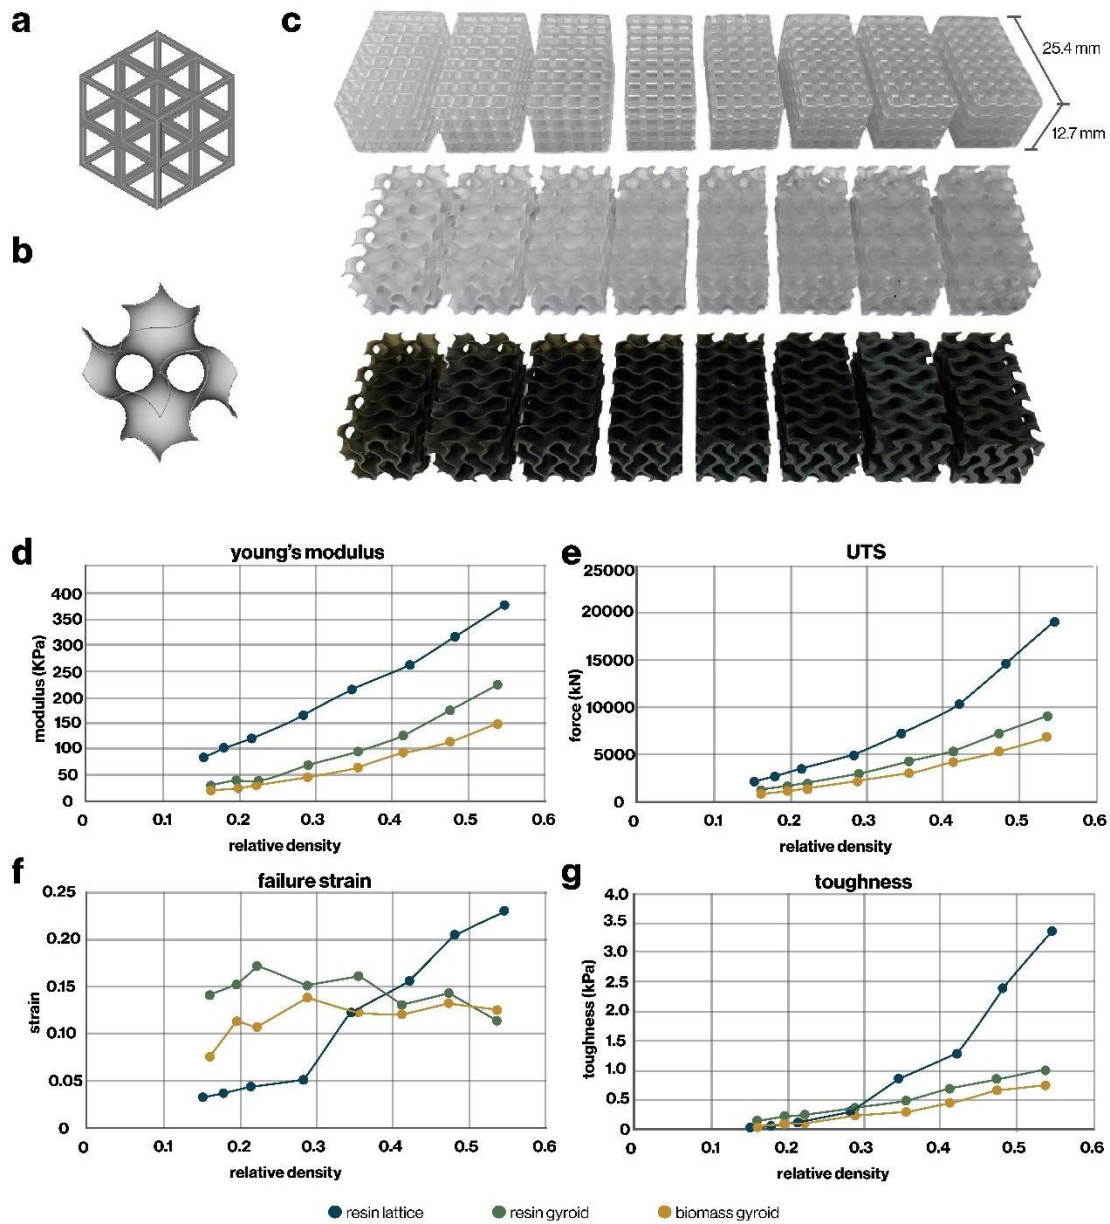 a
c
25.4 mm
12.7 mm
b
d
young's modulus
400
350
300
250
200
150
100
50
0
modulus (KPa)
0 0.1 0.2 0.3 0.4 0.5 0.6
relative density
e
UTS
25000
20000
15000
10000
5000
0
force (kN)
0 0.1 0.2 0.3 0.4 0.5 0.6
relative density
f
failure strain
0.25
0.20
0.15
0.10
0.05
0
strain
0 0.1 0.2 0.3 0.4 0.5 0.6
relative density
g
toughness
4.0
3.5
3.0
2.5
2.0
1.5
1.0
0.5
0
toughness (kPa)
0 0.1 0.2 0.3 0.4 0.5 0.6
relative density
resin lattice
resin gyroid
biomass gyroid